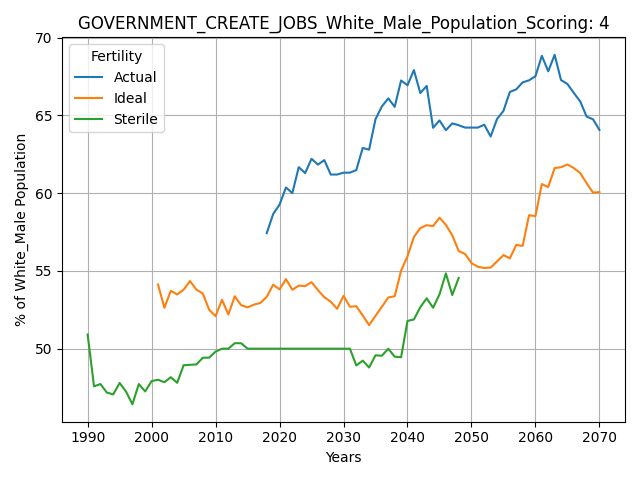 GOVERNMENT_CREATE_JOBS_White_Male_Population_Scoring: 4
Fertility
Actual
Ideal
Sterile
% of White_Male Population
70
65
60
55
50
1990 2000 2010 2020 2030 2040 2050 2060 2070
Years